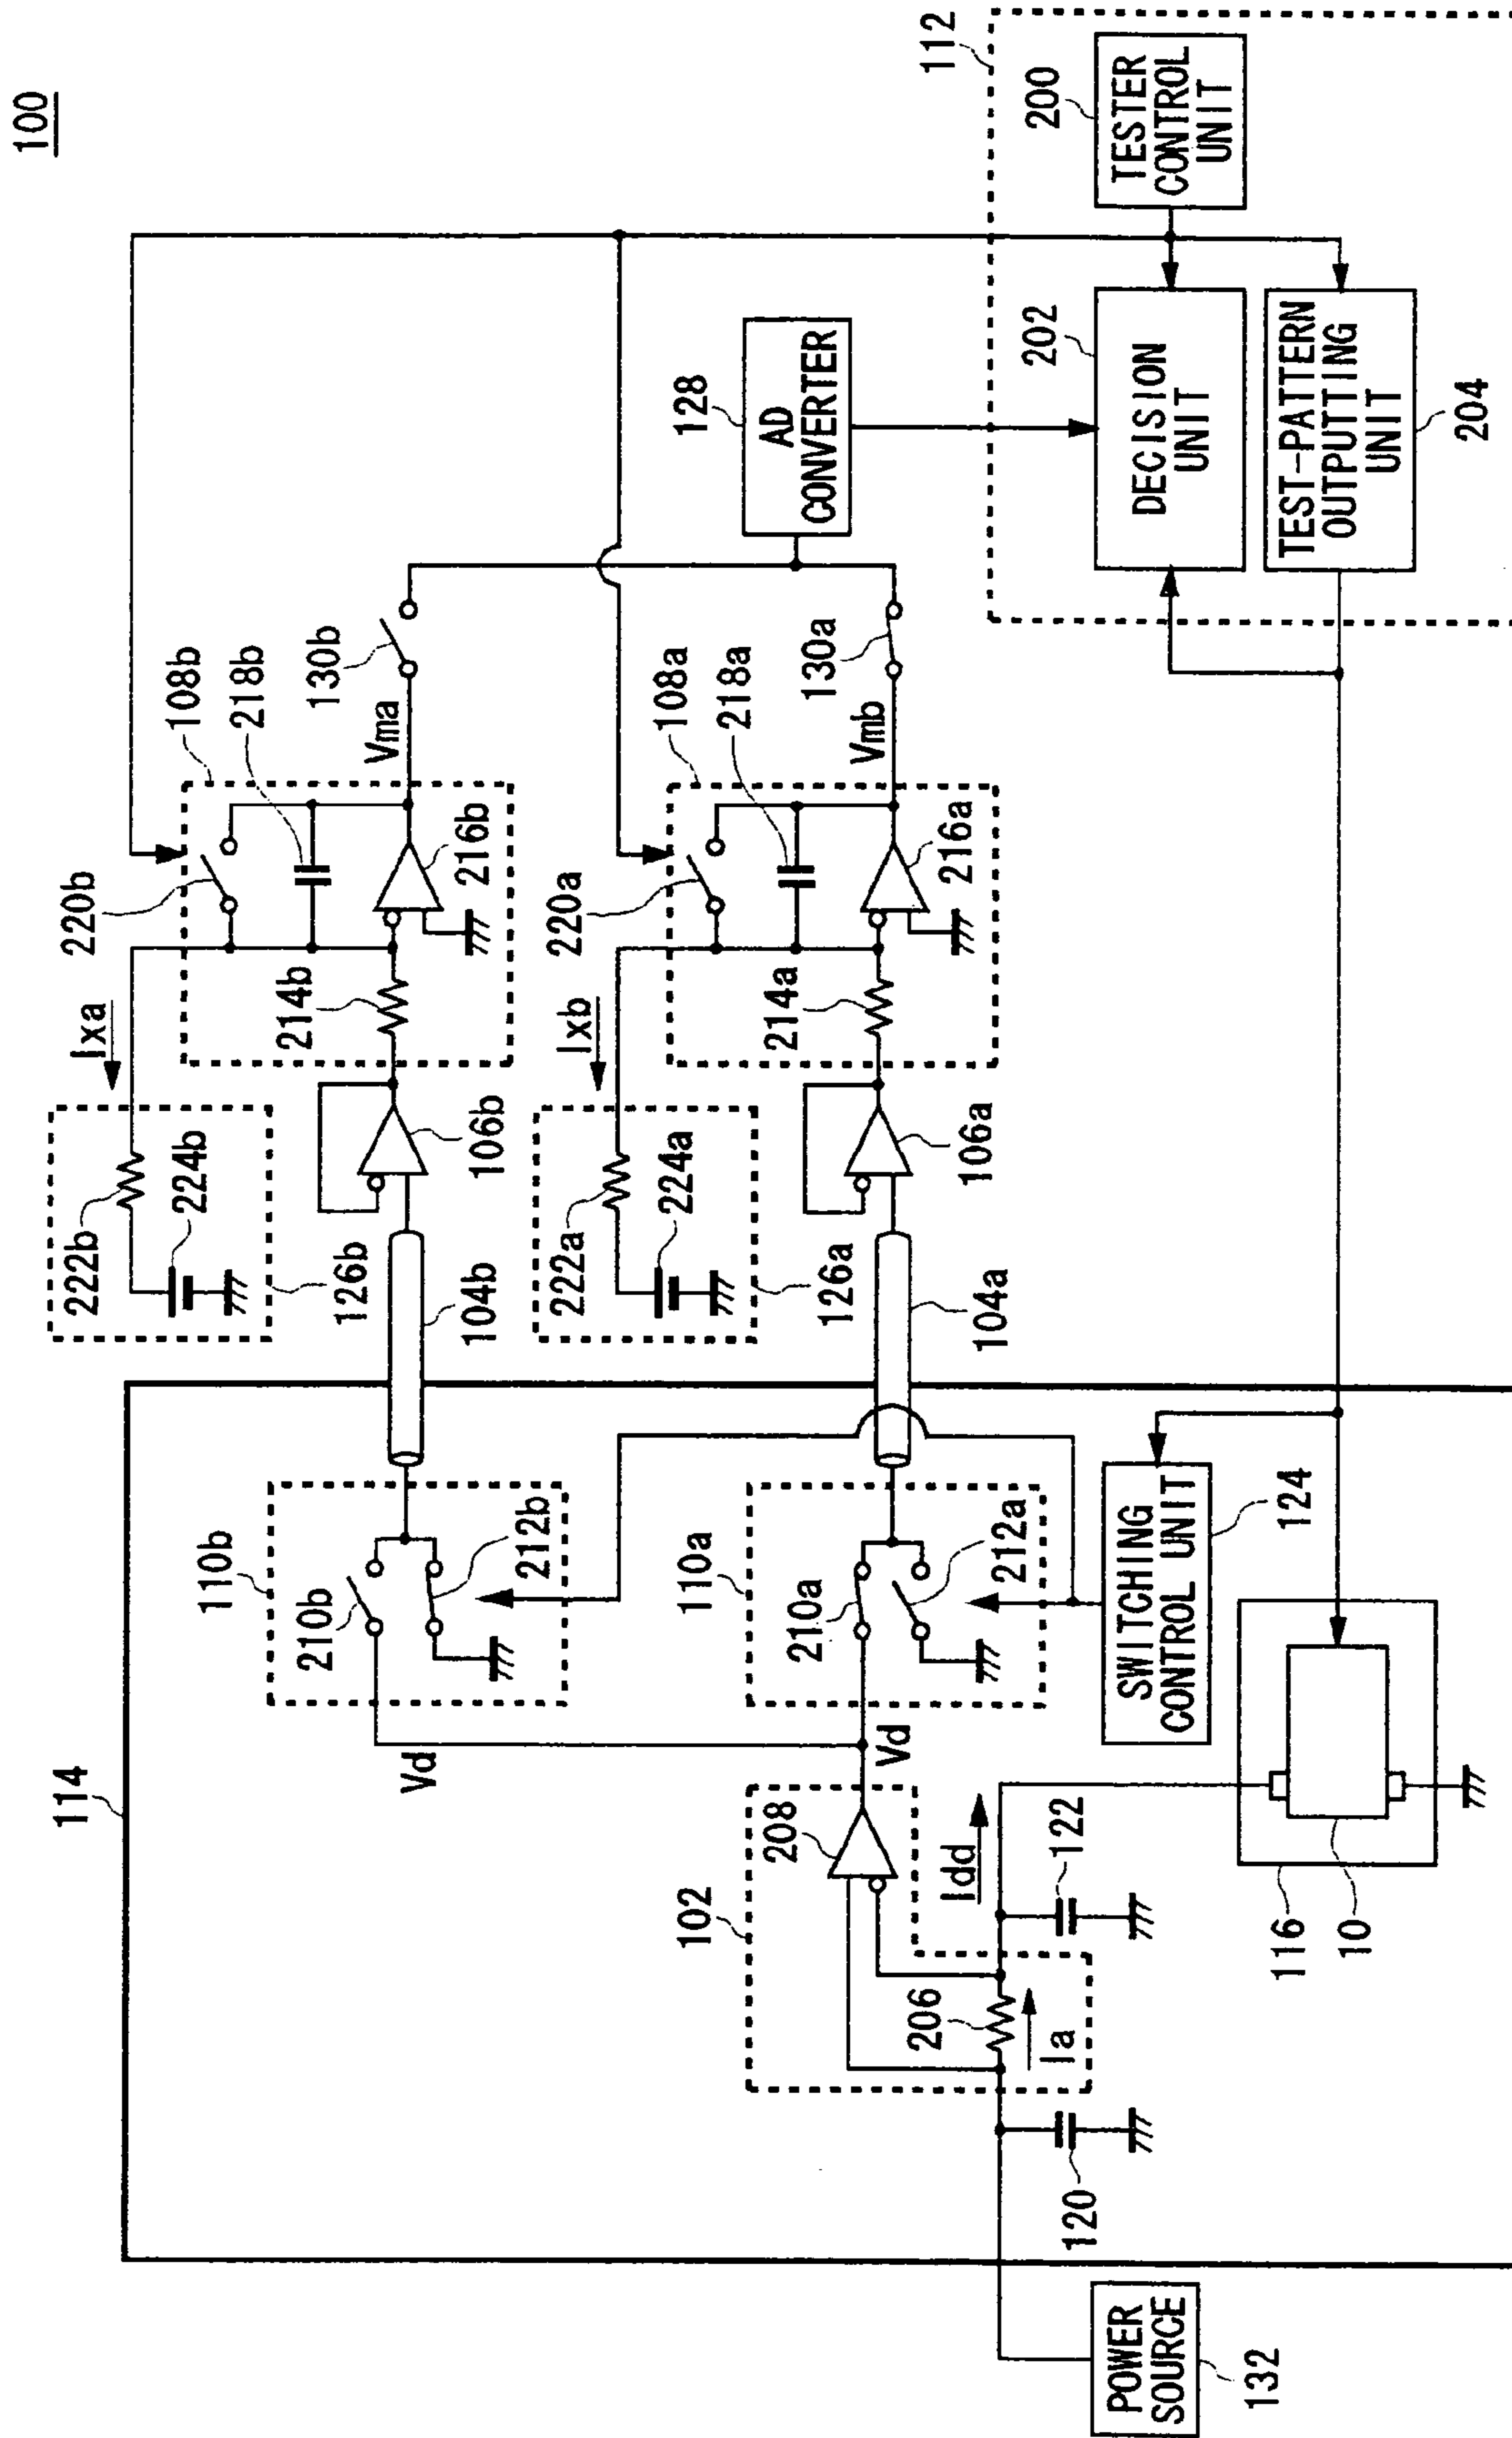 100
114
110b
210b
212b
Vd
110a
210a
212a
Vd
102
208
206
Ia
Idd
122
120
POWER
SOURCE
132
116
10
SWITCHING
CONTROL UNIT
124
104b
104a
222b
224b
126b
Ixa
220b
106b
214b
108b
218b
216b
Vma
130b
222a
224a
126a
Ixb
220a
106a
214a
108a
218a
216a
Vmb
130a
128
AD
CONVERTER
112
200
TESTER
CONTROL
UNIT
202
DECISION
UNIT
TEST-PATTERN
OUTPUTTING
UNIT
204